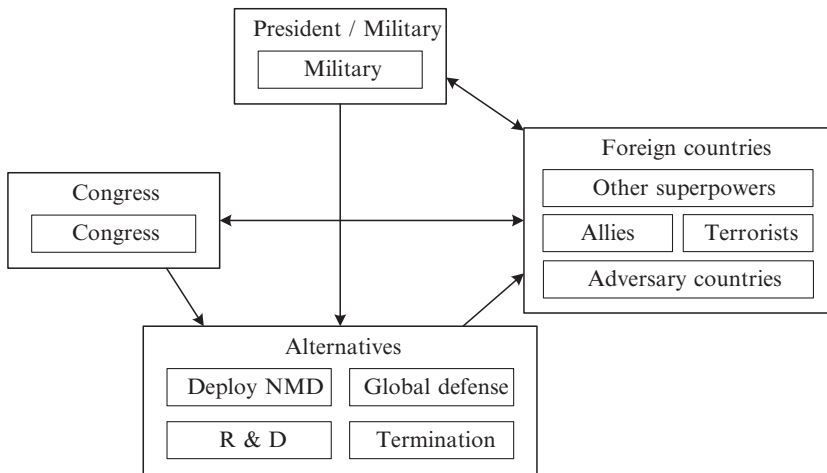 President / Military
Military
Foreign countries
Other superpowers
Allies
Terrorists
Adversary countries
Congress
Congress
Alternatives
Deploy NMD
Global defense
R & D
Termination